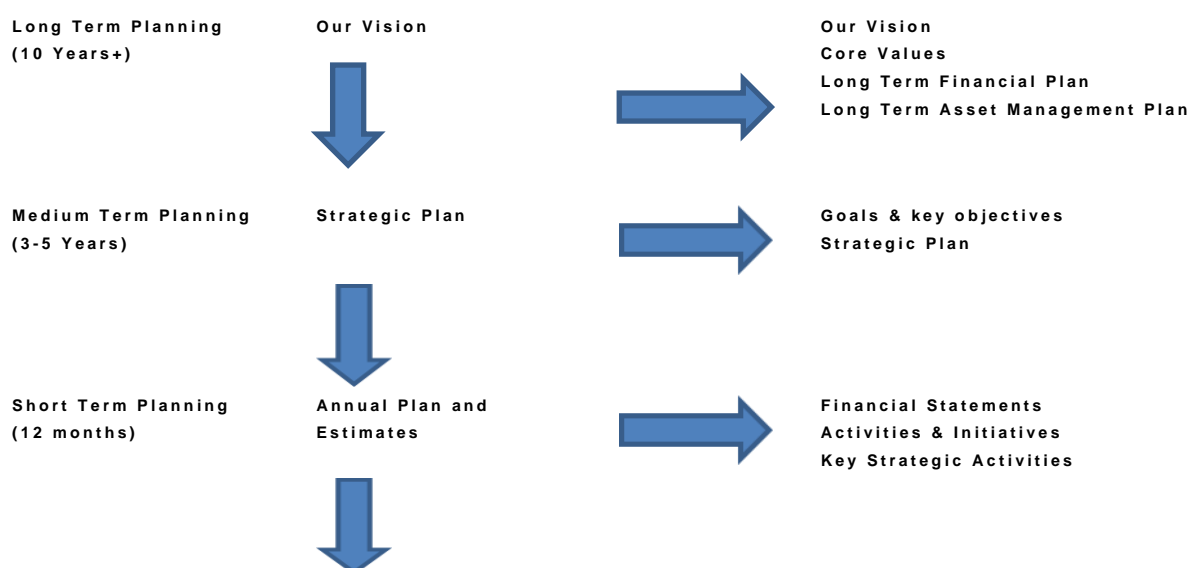 Long Term Planning
(10 Years+)
Our Vision
Our Vision
Core Values
Long Term Financial Plan
Long Term Asset Management Plan
Medium Term Planning
(3-5 Years)
Strategic Plan
Goals & key objectives
Strategic Plan
Short Term Planning
(12 months)
Annual Plan and
Estimates
Financial Statements
Activities & Initiatives
Key Strategic Activities